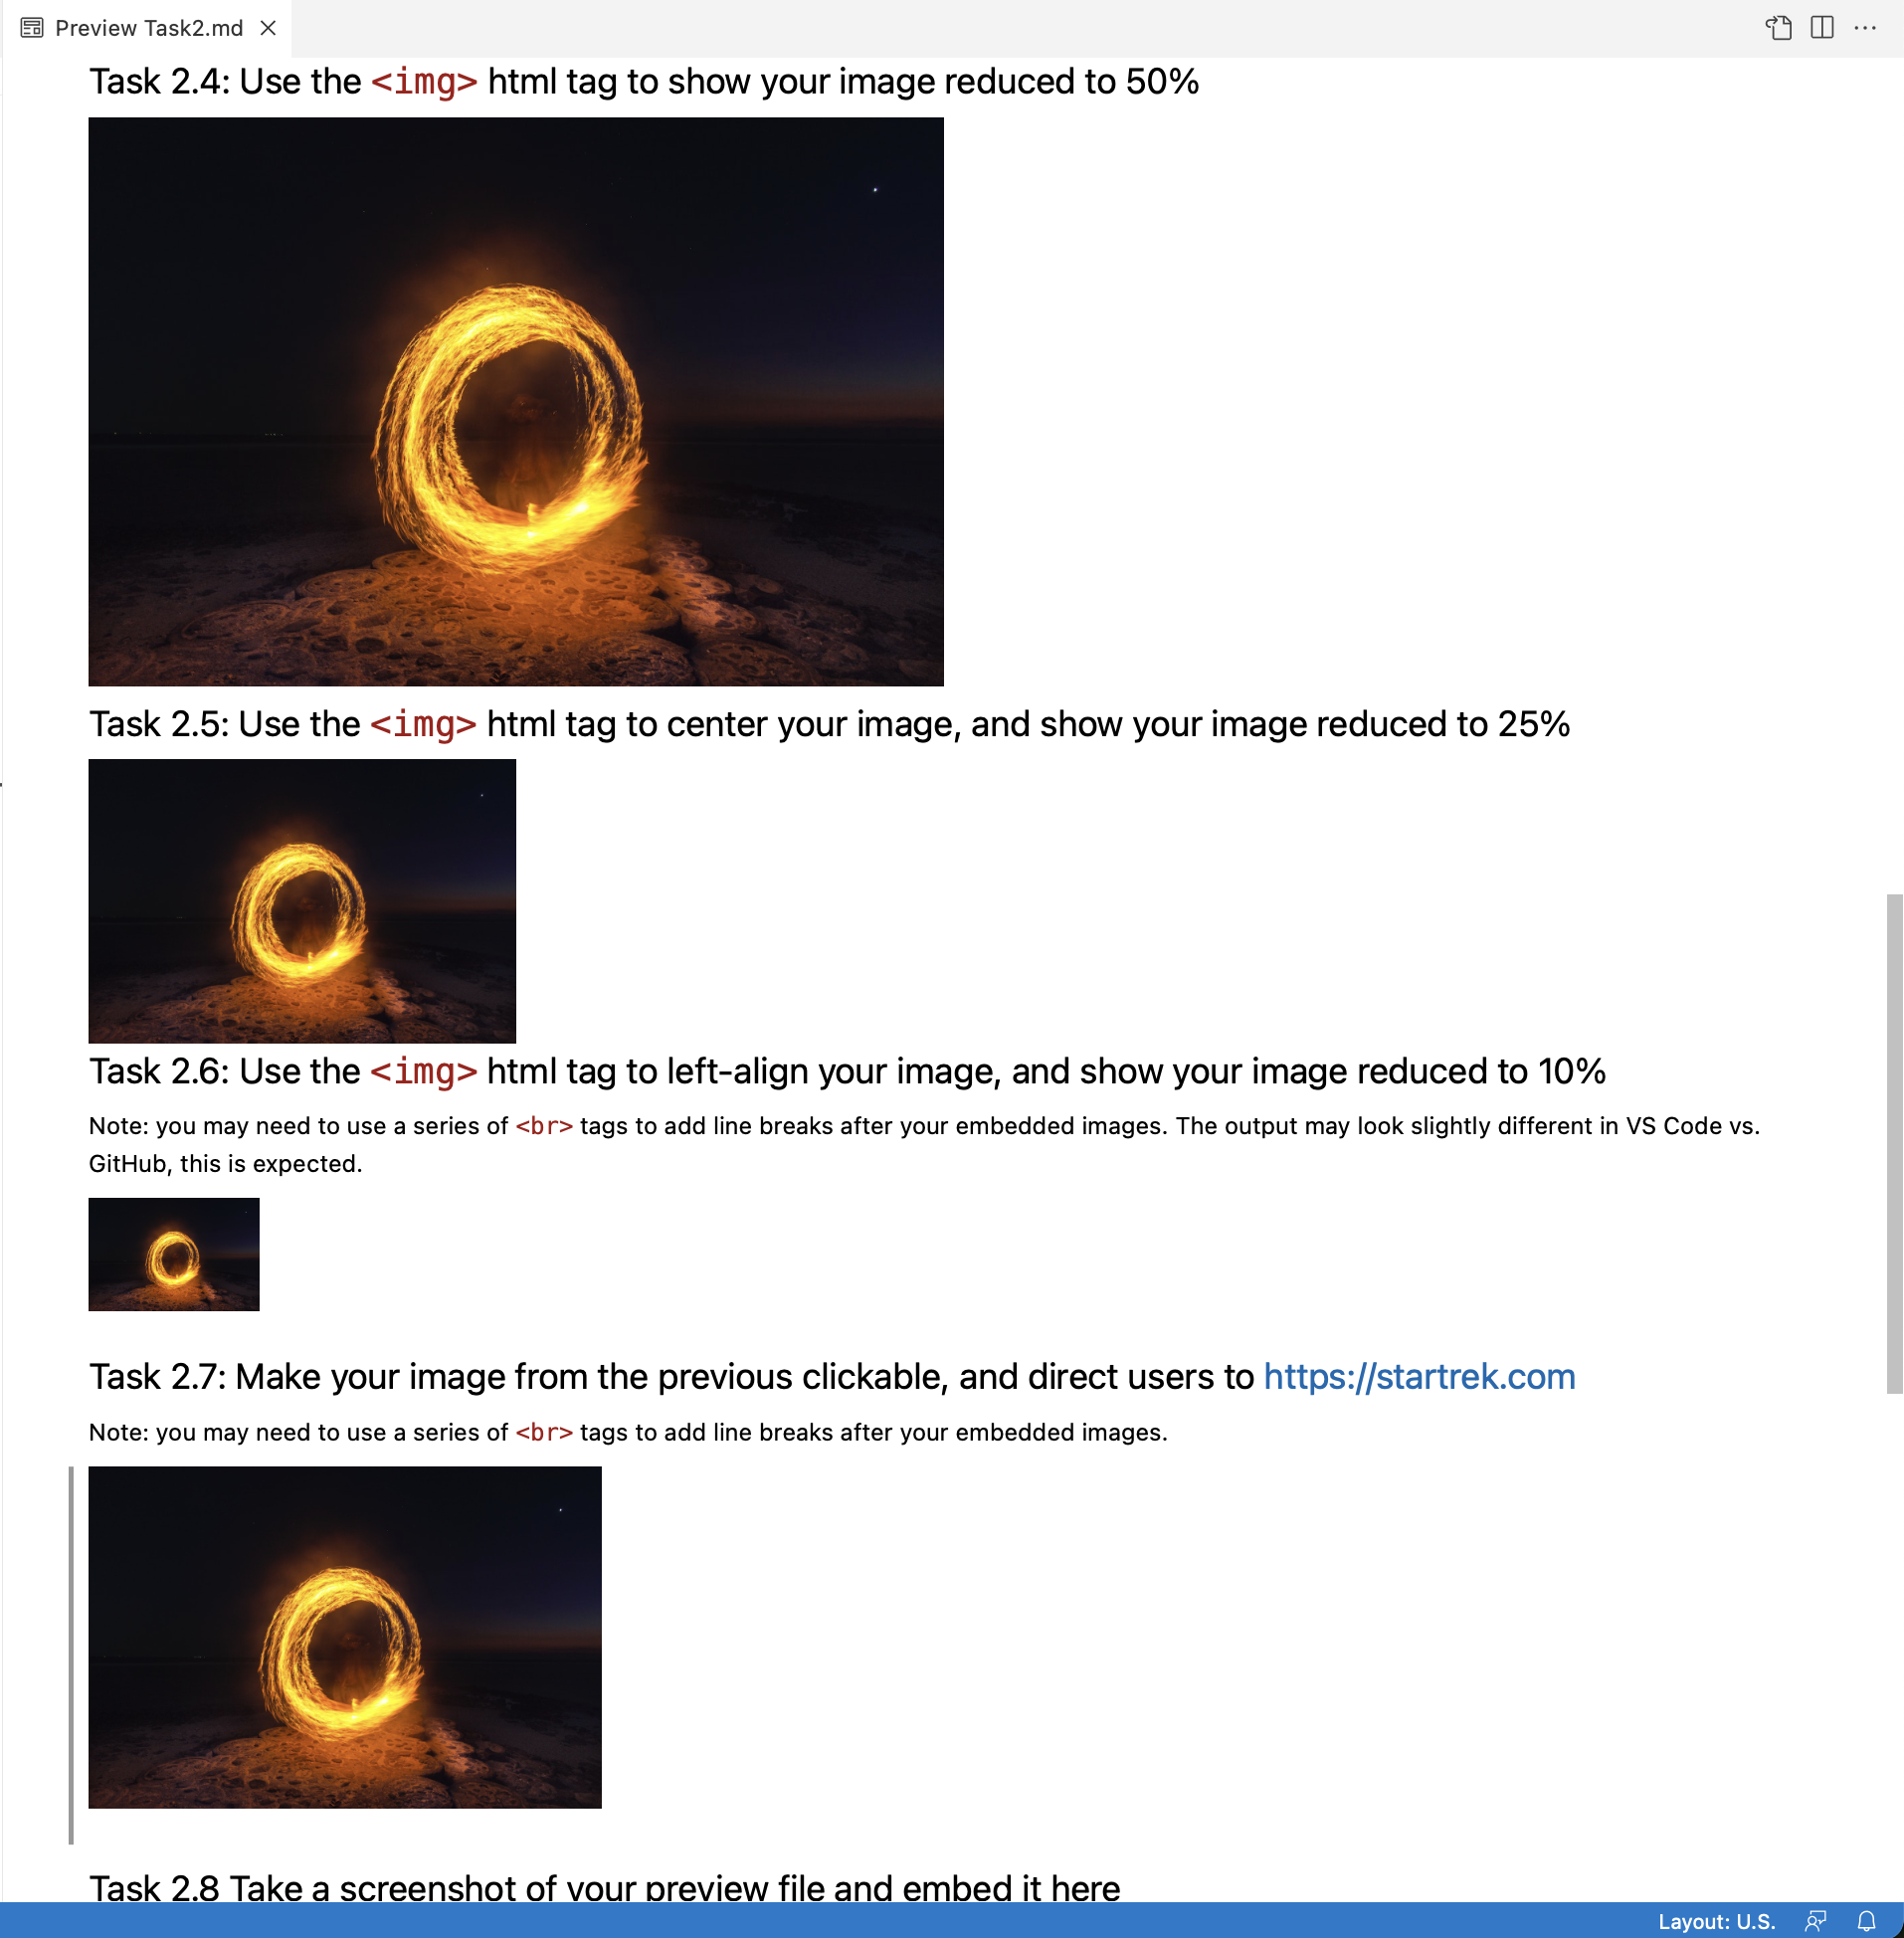 Preview Task2.md
Task 2.4: Use the <img> html tag to show your image reduced to 50%
Task 2.5: Use the <img> html tag to center your image, and show your image reduced to 25%
Task 2.6: Use the <img> html tag to left-align your image, and show your image reduced to 10%
Note: you may need to use a series of <br> tags to add line breaks after your embedded images. The output may look slightly different in VS Code vs.
GitHub, this is expected.
Task 2.7: Make your image from the previous clickable, and direct users to https://startrek.com
Note: you may need to use a series of <br> tags to add line breaks after your embedded images.
Task 2.8 Take a screenshot of your preview file and embed it here
Layout: U.S.